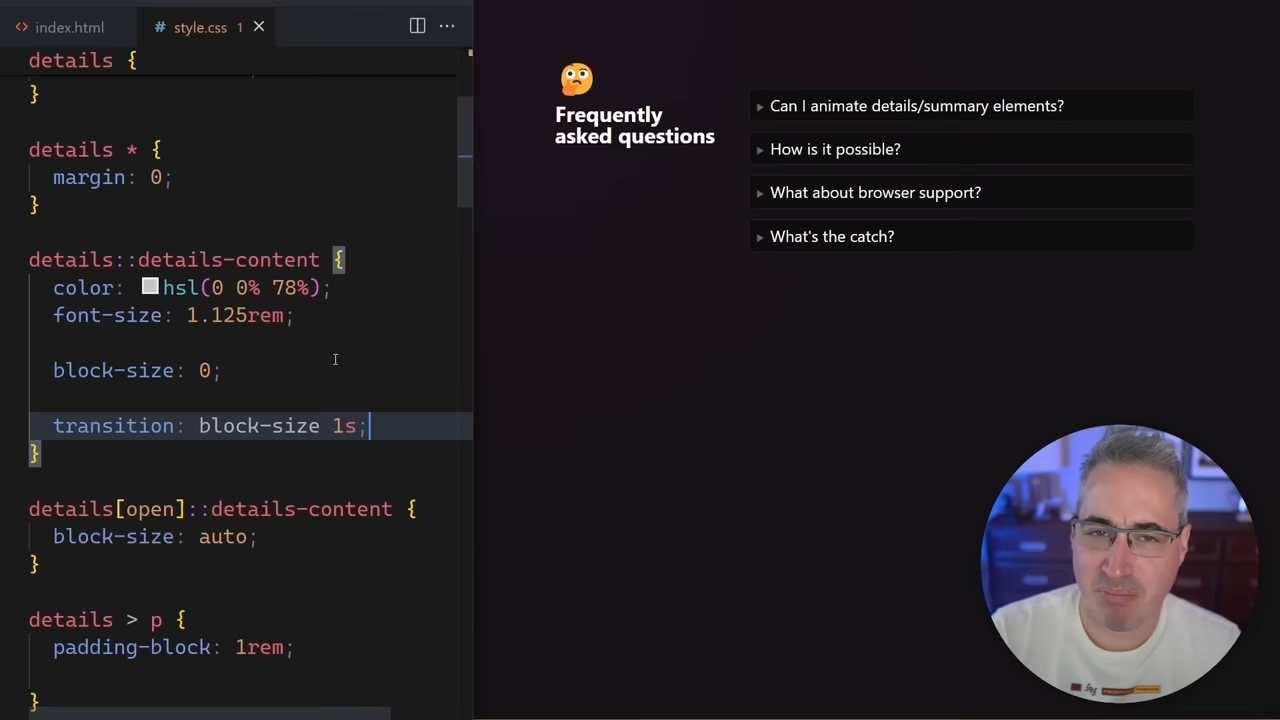 index.html
# style.css 1
details {
}
details * {
margin: 0;
}
details::details-content {
color: hsl(0 0% 78%);
font-size: 1.125rem;
block-size: 0;
transition: block-size 1s;
}
details[open]::details-content {
block-size: auto;
}
details > p {
padding-block: 1rem;
}
Frequently
asked questions
Can I animate details/summary elements?
How is it possible?
What about browser support?
What's the catch?